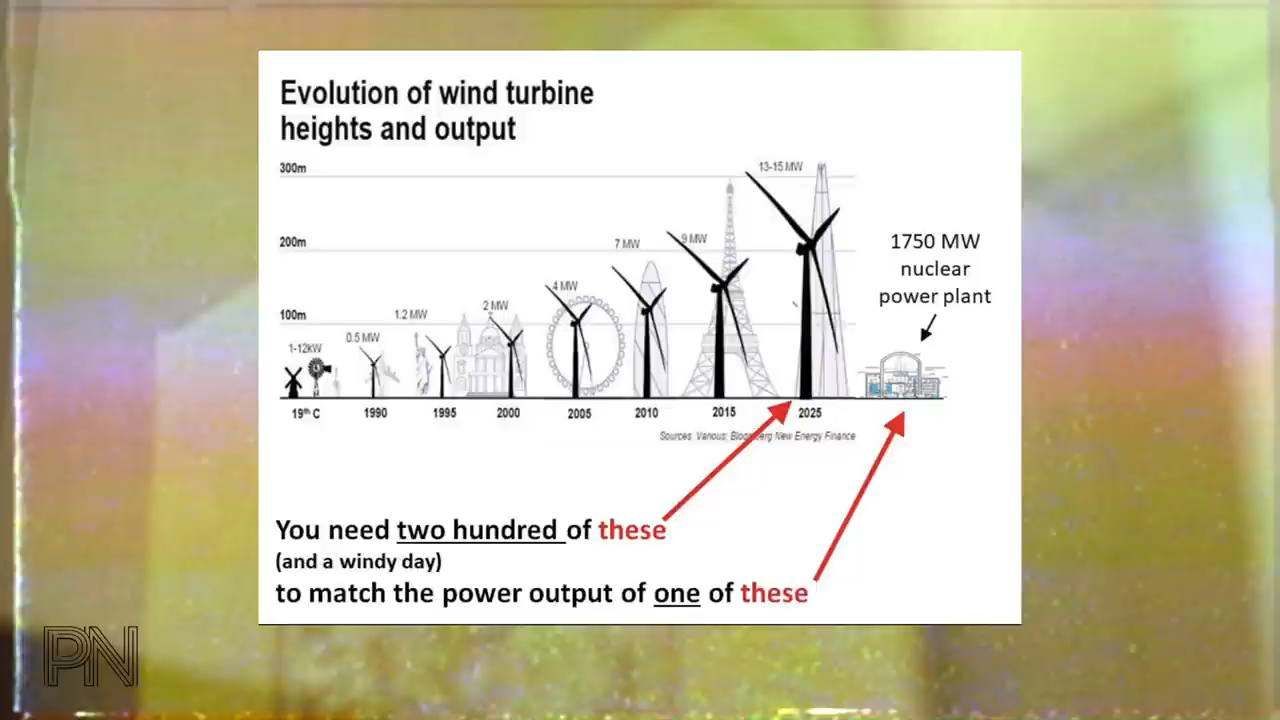 Evolution of wind turbine
heights and output
300m
200m
100m
13-15 MW
9 MW
7 MW
4 MW
2 MW
1.2 MW
0.5 MW
1-12kW
1750 MW
nuclear
power plant
19th C
1990
1995
2000
2005
2010
2015
2025
Sources: Various; Bloomberg New Energy Finance
You need two hundred of these
(and a windy day)
to match the power output of one of these
PN